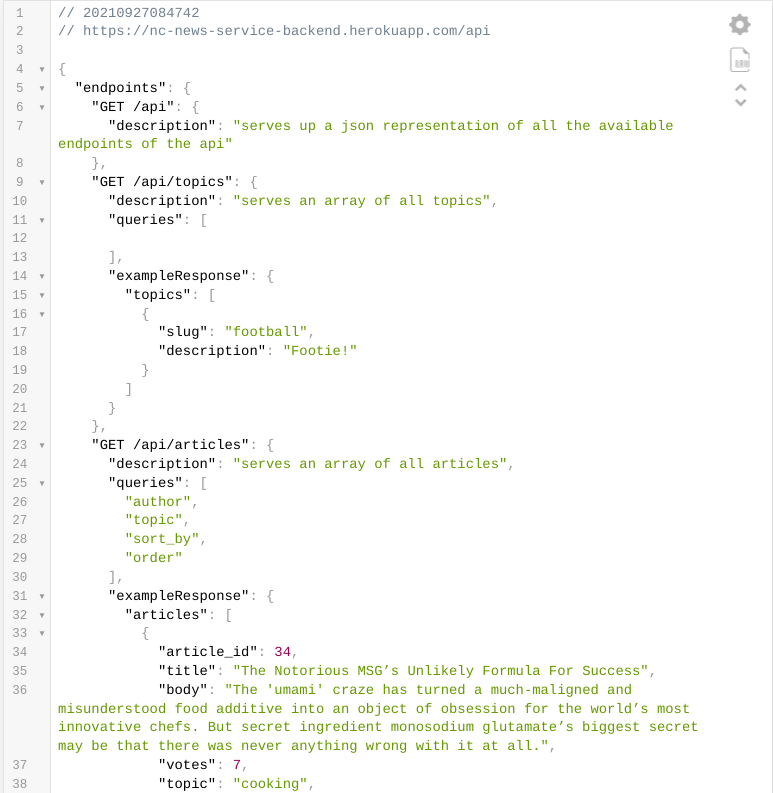 1 // 20210927084742
2 // https://nc-news-service-backend.herokuapp.com/api
3
4 {
5 "endpoints": {
6 "GET /api": {
7 "description": "serves up a json representation of all the available
endpoints of the api"
8 },
9 "GET /api/topics": {
10 "description": "serves an array of all topics",
11 "queries": [
12
13 ],
14 "exampleResponse": {
15 "topics": [
16 {
17 "slug": "football",
18 "description": "Footie!"
19 }
20 ]
21 }
22 },
23 "GET /api/articles": {
24 "description": "serves an array of all articles",
25 "queries": [
26 "author",
27 "topic",
28 "sort_by",
29 "order"
30 ],
31 "exampleResponse": {
32 "articles": [
33 {
34 "article_id": 34,
35 "title": "The Notorious MSG’s Unlikely Formula For Success",
36 "body": "The 'umami' craze has turned a much-maligned and
misunderstood food additive into an object of obsession for the world’s most
innovative chefs. But secret ingredient monosodium glutamate’s biggest secret
may be that there was never anything wrong with it at all.",
37 "votes": 7,
38 "topic": "cooking",